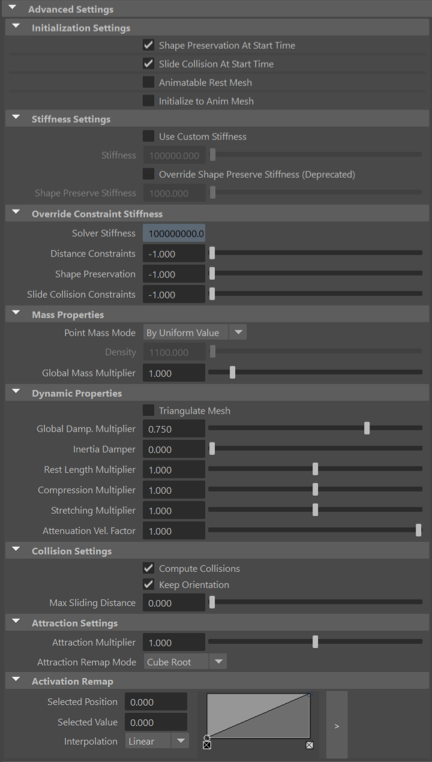 Advanced Settings
Initialization Settings
Shape Preservation At Start Time
Slide Collision At Start Time
Animatable Rest Mesh
Initialize to Anim Mesh
Stiffness Settings
Use Custom Stiffness
Stiffness 100000.000
Override Shape Preserve Stiffness (Deprecated)
Shape Preserve Stiffness 1000.000
Override Constraint Stiffness
Solver Stiffness 100000000.0
Distance Constraints -1.000
Shape Preservation -1.000
Slide Collision Constraints -1.000
Mass Properties
Point Mass Mode By Uniform Value
Density 1100.000
Global Mass Multiplier 1.000
Dynamic Properties
Triangulate Mesh
Global Damp. Multiplier 0.750
Inertia Damper 0.000
Rest Length Multiplier 1.000
Compression Multiplier 1.000
Stretching Multiplier 1.000
Attenuation Vel. Factor 1.000
Collision Settings
Compute Collisions
Keep Orientation
Max Sliding Distance 0.000
Attraction Settings
Attraction Multiplier 1.000
Attraction Remap Mode Cube Root
Activation Remap
Selected Position 0.000
Selected Value 0.000
Interpolation Linear
>